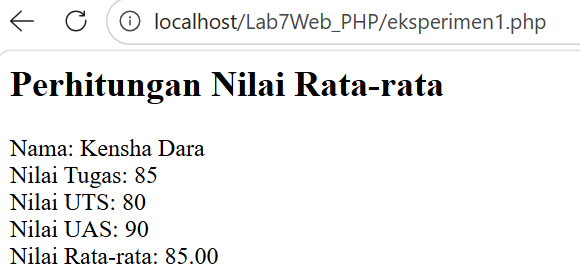 localhost/Lab7Web_PHP/eksperimen1.php
Perhitungan Nilai Rata-rata
Nama: Kensha Dara
Nilai Tugas: 85
Nilai UTS: 80
Nilai UAS: 90
Nilai Rata-rata: 85.00